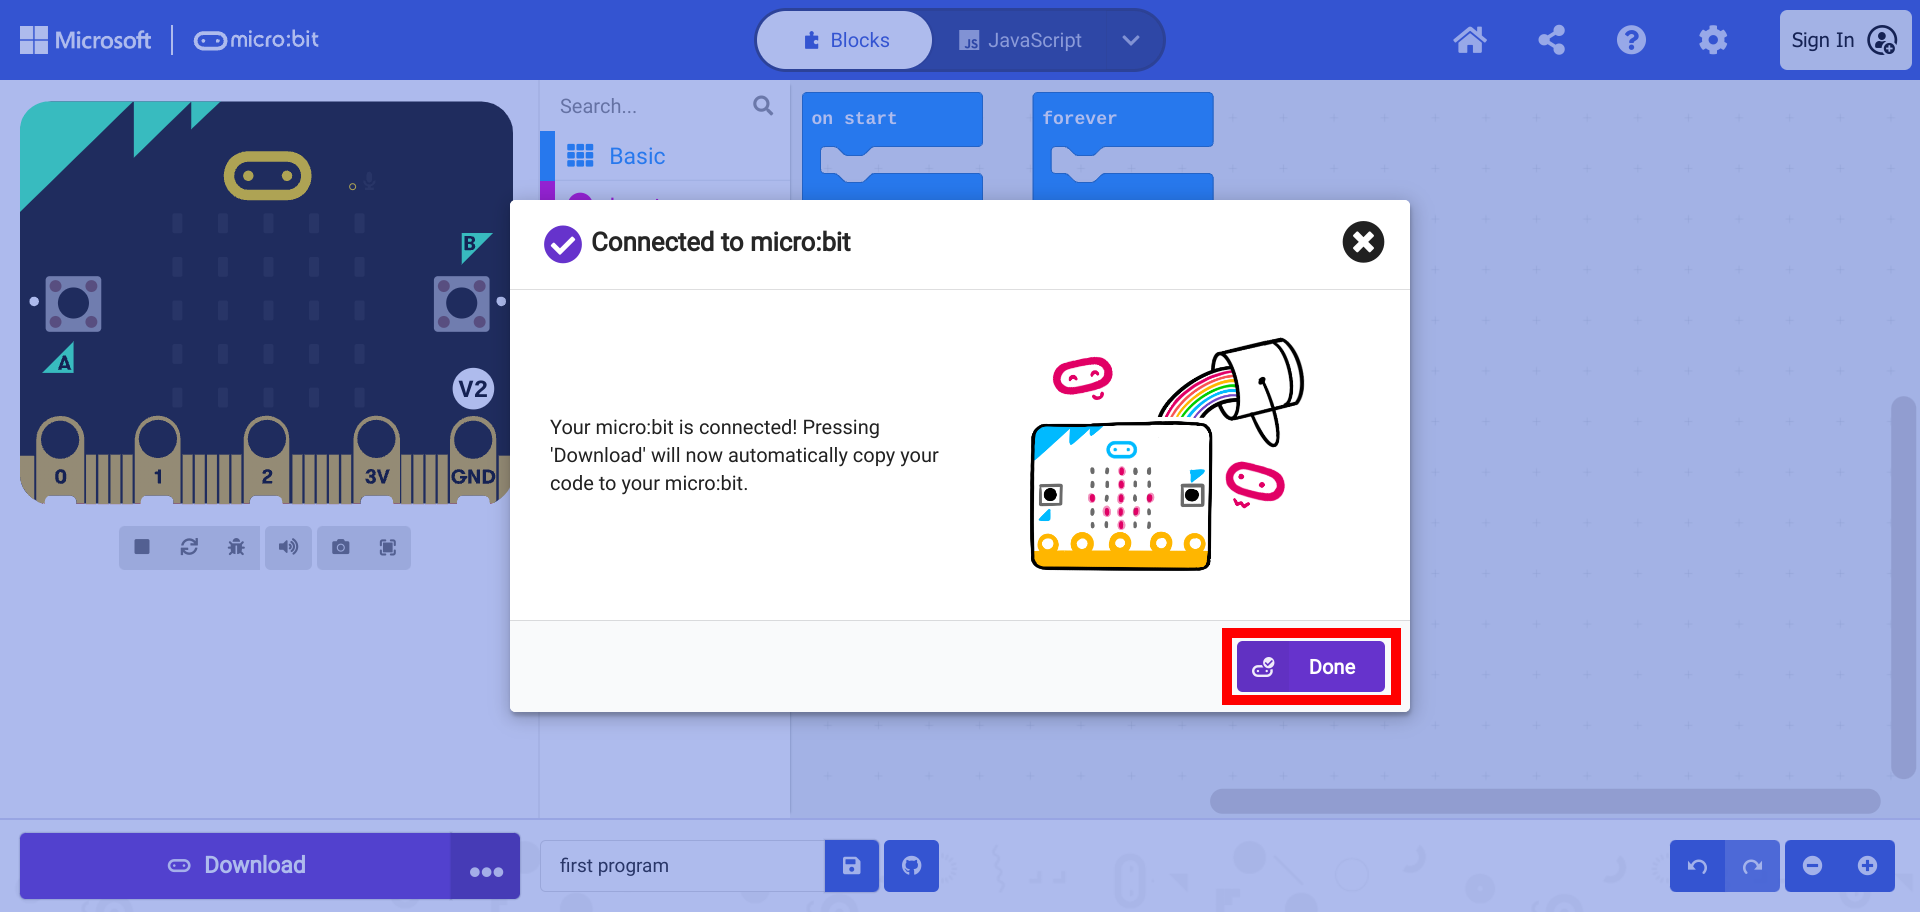 Microsoft
micro:bit
Blocks
JS JavaScript
Sign In
Search...
Basic
on start
forever
B
A
V2
0
1
2
3V
GND
Connected to micro:bit
Your micro:bit is connected! Pressing
'Download' will now automatically copy your
code to your micro:bit.
Done
Download
first program